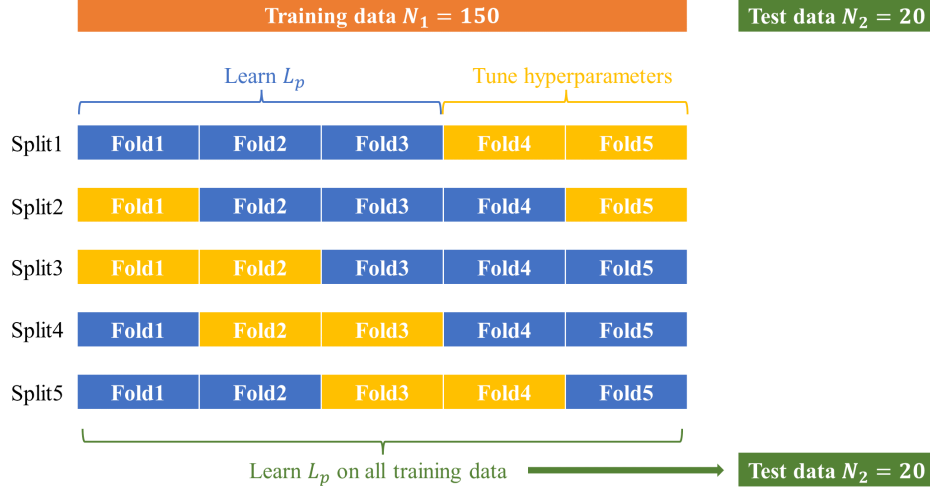 Training data N₁ = 150 Test data N₂ = 20
Learn Lₚ Tune hyperparameters
Split1 Fold1 Fold2 Fold3 Fold4 Fold5
Split2 Fold1 Fold2 Fold3 Fold4 Fold5
Split3 Fold1 Fold2 Fold3 Fold4 Fold5
Split4 Fold1 Fold2 Fold3 Fold4 Fold5
Split5 Fold1 Fold2 Fold3 Fold4 Fold5
Learn Lₚ on all training data Test data N₂ = 20